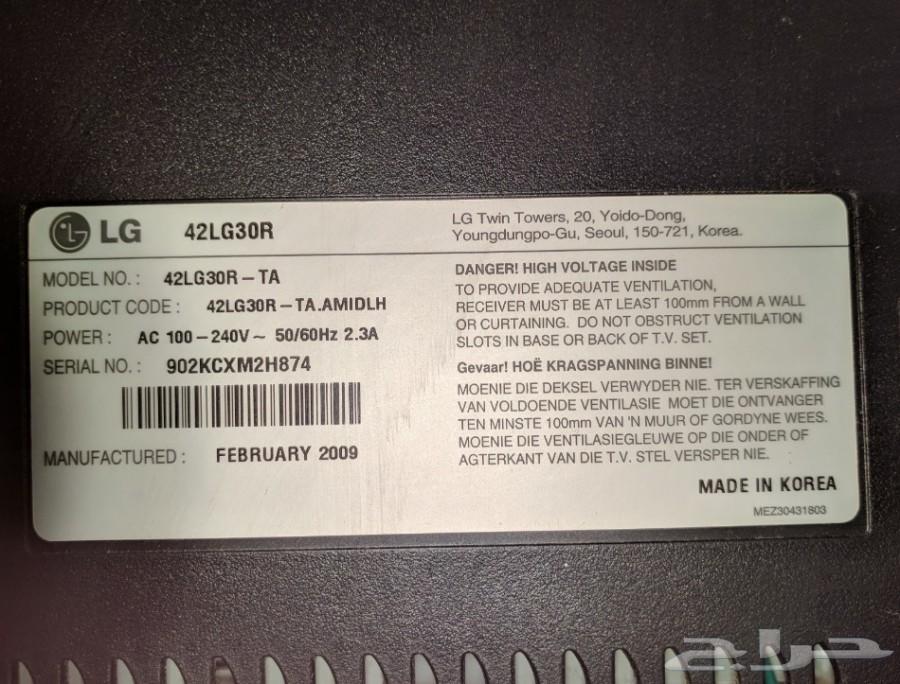 LG 42LG30R
LG Twin Towers, 20, Yoido-Dong,
Youngdungpo-Gu, Seoul, 150-721, Korea.
MODEL NO. : 42LG30R-TA
PRODUCT CODE : 42LG30R-TA.AMIDLH
POWER : AC 100-240V~ 50/60Hz 2.3A
SERIAL NO. : 902KCXM2H874
MANUFACTURED : FEBRUARY 2009
DANGER! HIGH VOLTAGE INSIDE
TO PROVIDE ADEQUATE VENTILATION,
RECEIVER MUST BE AT LEAST 100mm FROM A WALL
OR CURTAINING. DO NOT OBSTRUCT VENTILATION
SLOTS IN BASE OR BACK OF T.V. SET.
Gevaar! HOË KRAGSPANNING BINNE!
MOENIE DIE DEKSEL VERWYDER NIE. TER VERSKAFFING
VAN VOLDOENDE VENTILASIE MOET DIE ONTVANGER
TEN MINSTE 100mm VAN 'N MUUR OF GORDYNE WEES.
MOENIE DIE VENTILASIEGLEUWE OP DIE ONDER OF
AGTERKANT VAN DIE T.V. STEL VERSPER NIE.
MADE IN KOREA
MEZ30431803
حراج